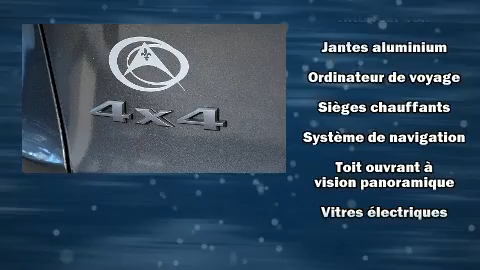 4x4
Jantes aluminium
Ordinateur de voyage
Sièges chauffants
Système de navigation
Toit ouvrant à
vision panoramique
Vitres électriques